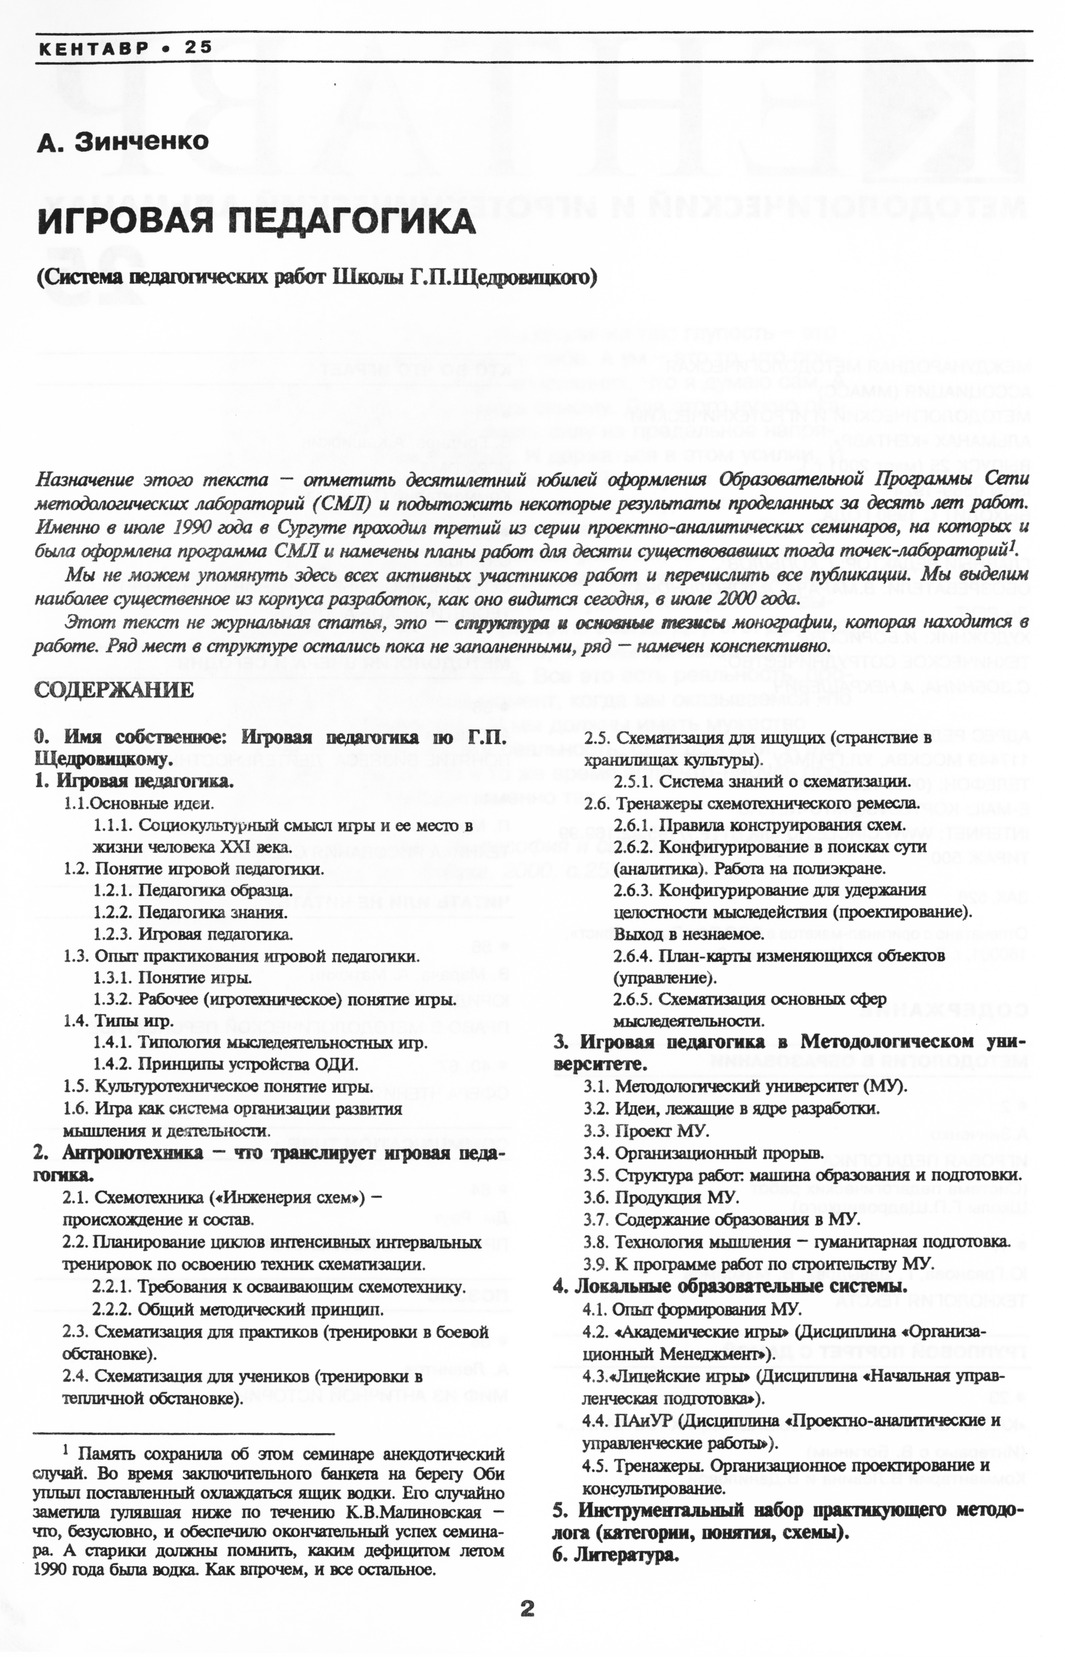 КЕНТАВР • 25
А. Зинченко
ИГРОВАЯ ПЕДАГОГИКА
(Система педагогических работ Школы Г.П.Щедровицкого)
Назначение этого текста — отметить десятилетний юбилей оформления Образовательной Программы Сети
методологических лабораторий (СМЛ) и подытожить некоторые результаты проделанных за десять лет работ.
Именно в июле 1990 года в Сургуте проходил третий из серии проектно-аналитических семинаров, на которых и
была оформлена программа СМЛ и намечены планы работ для десяти существовавших тогда точек-лабораторий¹.
Мы не можем упомянуть здесь всех активных участников работ и перечислить все публикации. Мы выделим
наиболее существенное из корпуса разработок, как оно видится сегодня, в июле 2000 года.
Этот текст не журнальная статья, это — структура и основные тезисы монографии, которая находится в
работе. Ряд мест в структуре остались пока не заполненными, ряд — намечен конспективно.
СОДЕРЖАНИЕ
0. Имя собственное: Игровая педагогика по Г.П.
Щедровицкому.
1. Игровая педагогика.
1.1.Основные идеи.
1.1.1. Социокультурный смысл игры и ее место в
жизни человека XXI века.
1.2. Понятие игровой педагогики.
1.2.1. Педагогика образца.
1.2.2. Педагогика знания.
1.2.3. Игровая педагогика.
1.3. Опыт практикования игровой педагогики.
1.3.1. Понятие игры.
1.3.2. Рабочее (игротехническое) понятие игры.
1.4. Типы игр.
1.4.1. Типология мыследеятельностных игр.
1.4.2. Принципы устройства ОДИ.
1.5. Культуротехническое понятие игры.
1.6. Игра как система организации развития
мышления и деятельности.
2. Антропотехника — что транслирует игровая педа-
гогика.
2.1. Схемотехника («Инженерия схем») —
происхождение и состав.
2.2. Планирование циклов интенсивных интервальных
тренировок по освоению техник схематизации.
2.2.1. Требования к осваивающим схемотехнику.
2.2.2. Общий методический принцип.
2.3. Схематизация для практиков (тренировки в боевой
обстановке).
2.4. Схематизация для учеников (тренировки в
тепличной обстановке).
¹ Память сохранила об этом семинаре анекдотический
случай. Во время заключительного банкета на берегу Оби
уплыл поставленный охлаждаться ящик водки. Его случайно
заметила гулявшая ниже по течению К.В.Малиновская —
что, безусловно, и обеспечило окончательный успех семина-
ра. А старики должны помнить, каким дефицитом летом
1990 года была водка. Как впрочем, и все остальное.
2.5. Схематизация для ищущих (странствие в
хранилищах культуры).
2.5.1. Система знаний о схематизации.
2.6. Тренажеры схемотехнического ремесла.
2.6.1. Правила конструирования схем.
2.6.2. Конфигурирование в поисках сути
(аналитика). Работа на полиэкране.
2.6.3. Конфигурирование для удержания
целостности мыследействия (проектирование).
Выход в незнаемое.
2.6.4. План-карты изменяющихся объектов
(управление).
2.6.5. Схематизация основных сфер
мыследеятельности.
3. Игровая педагогика в Методологическом уни-
верситете.
3.1. Методологический университет (МУ).
3.2. Идеи, лежащие в ядре разработки.
3.3. Проект МУ.
3.4. Организационный прорыв.
3.5. Структура работ: машина образования и подготовки.
3.6. Продукция МУ.
3.7. Содержание образования в МУ.
3.8. Технология мышления — гуманитарная подготовка.
3.9. К программе работ по строительству МУ.
4. Локальные образовательные системы.
4.1. Опыт формирования МУ.
4.2. «Академические игры» (Дисциплина «Организа-
ционный Менеджмент»).
4.3.«Лицейские игры» (Дисциплина «Начальная управ-
ленческая подготовка»).
4.4. ПАиУР (Дисциплина «Проектно-аналитические и
управленческие работы»).
4.5. Тренажеры. Организационное проектирование и
консультирование.
5. Инструментальный набор практикующего методо-
лога (категории, понятия, схемы).
6. Литература.
2